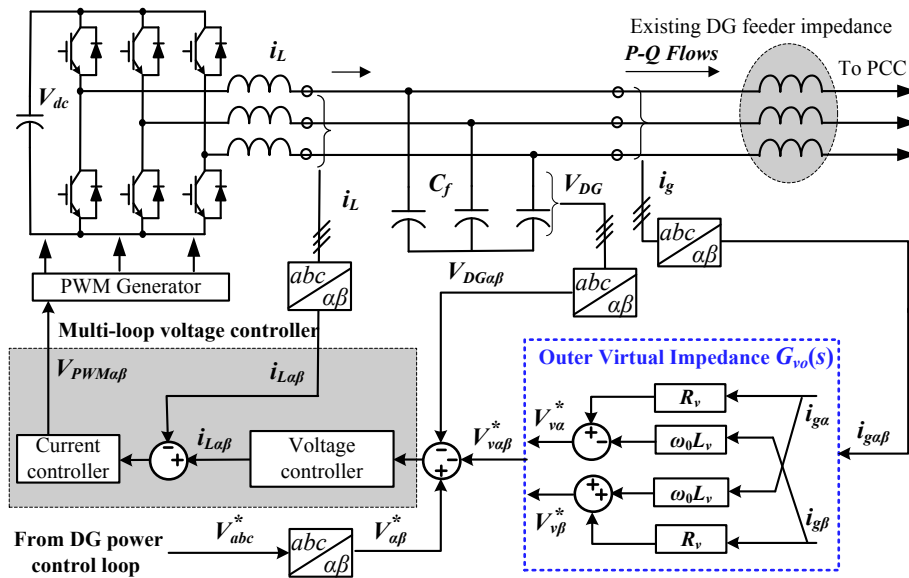 Existing DG feeder impedance
i_L
P-Q Flows
To PCC
V_dc
C_f
V_DG
i_g
i_L
abc
αβ
V_DGαβ
abc
αβ
abc
αβ
PWM Generator
Multi-loop voltage controller
V_PWMαβ
i_Lαβ
Outer Virtual Impedance G_vo(s)
R_v
i_gα
V*_vα
ω_0L_v
i_gαβ
V*_vαβ
Current controller
i_Lαβ
Voltage controller
ω_0L_v
V*_vβ
i_gβ
R_v
From DG power control loop
V*_abc
abc
αβ
V*_αβ